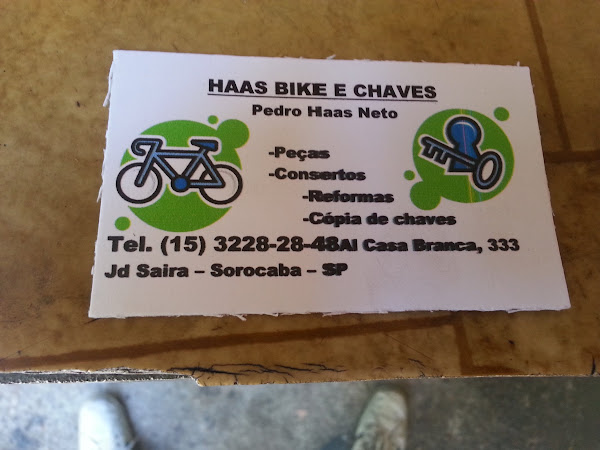 HAAS BIKE E CHAVES
Pedro Haas Neto
-Peças
-Consertos
-Reformas
-Cópia de chaves
Tel. (15) 3228-28-48Al Casa Branca, 333
Jd Saira – Sorocaba – SP